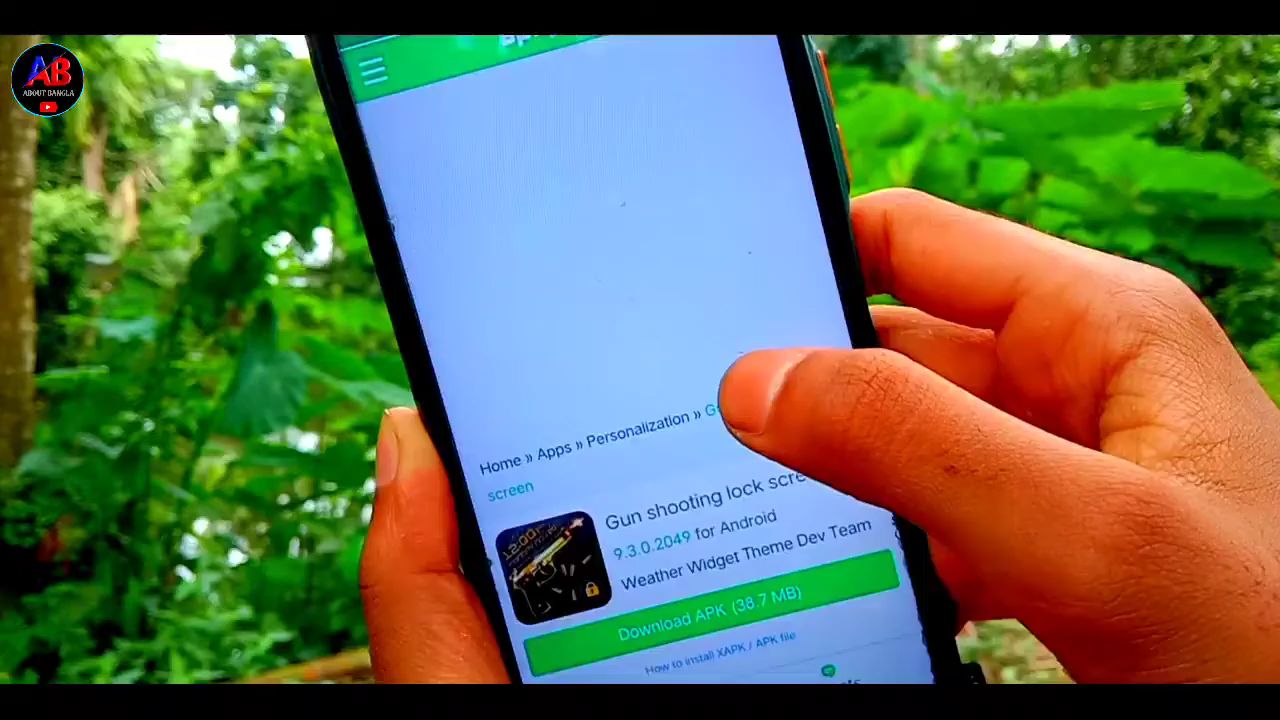 AB
ABOUT BANGLA
Home » Apps » Personalization »
screen
Gun shooting lock
9.3.0.2049 for Android
Weather Widget Theme Dev Team
Download APK (38.7 MB)
How to install XAPK / APK file